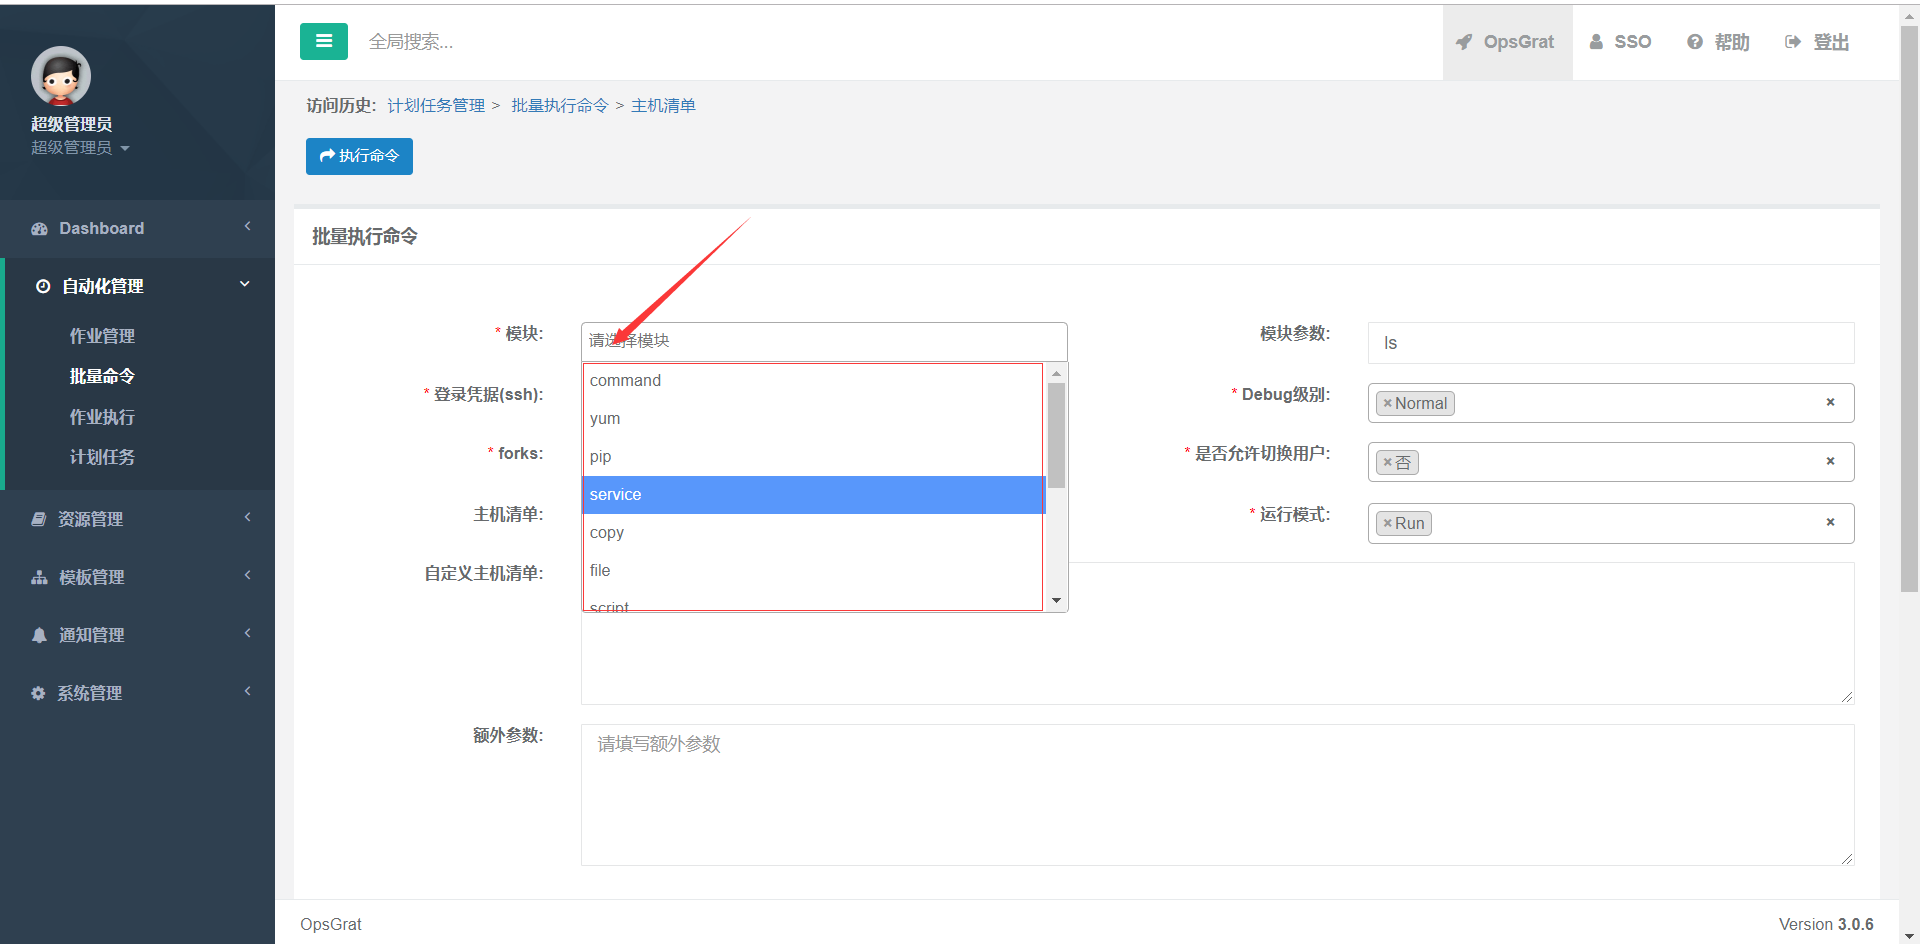 超级管理员
超级管理员
Dashboard
自动化管理
作业管理
批量命令
作业执行
计划任务
资源管理
模板管理
通知管理
系统管理
全局搜索...
OpsGrat
SSO
帮助
登出
访问历史: 计划任务管理 > 批量执行命令 > 主机清单
执行命令
批量执行命令
* 模块:
请选择模块
command
yum
pip
service
copy
file
script
模块参数:
ls
* 登录凭据(ssh):
* Debug级别:
×Normal ×
* forks:
* 是否允许切换用户:
×否 ×
主机清单:
* 运行模式:
×Run ×
自定义主机清单:
额外参数:
请填写额外参数
OpsGrat
Version 3.0.6